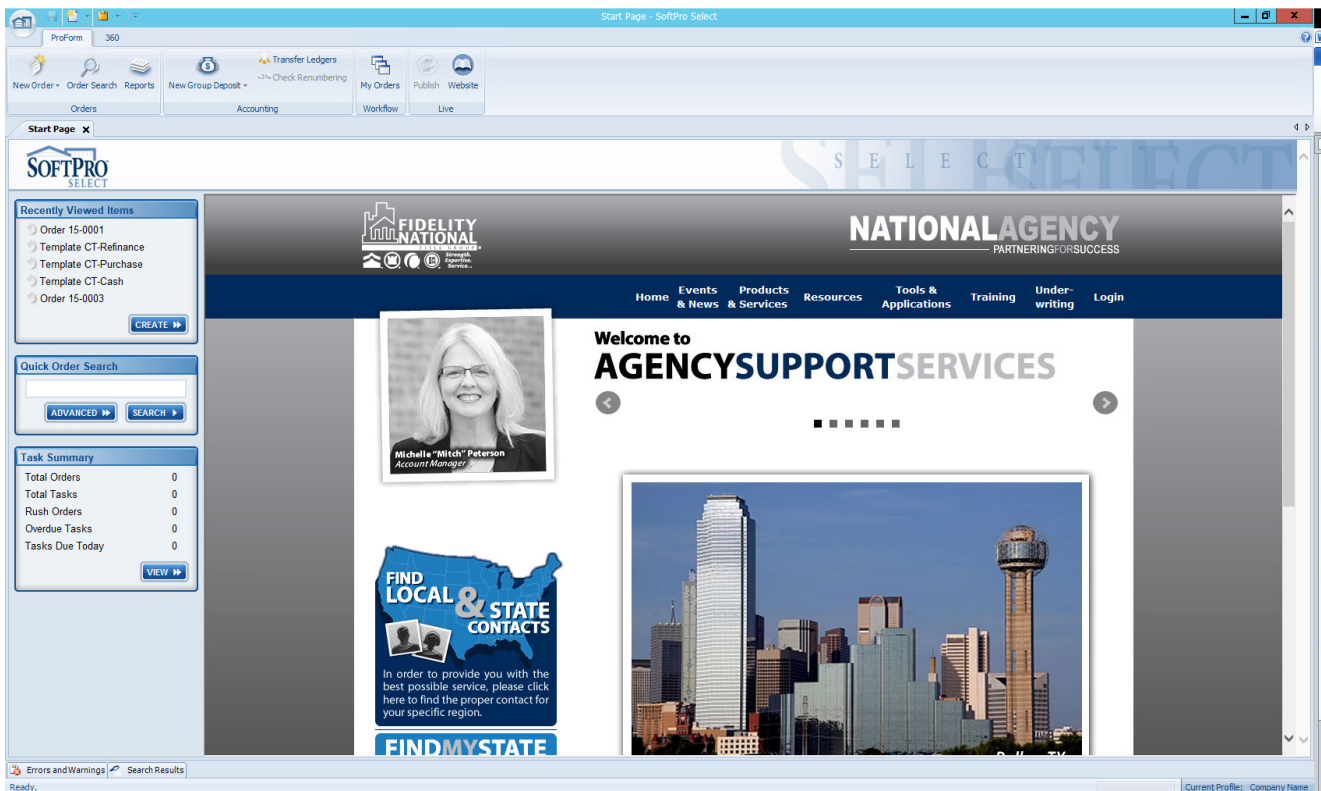 Start Page - SoftPro Select
ProForm 360
New Order Order Search Reports New Group Deposit Transfer Ledgers Check Renumbering My Orders Publish Website
Orders Accounting Workflow Live
Start Page
SOFTPRO
SELECT
SELECT
SELECT
Recently Viewed Items
Order 15-0001
Template CT-Refinance
Template CT-Purchase
Template CT-Cash
Order 15-0003
CREATE
Quick Order Search
ADVANCED SEARCH
Task Summary
Total Orders 0
Total Tasks 0
Rush Orders 0
Overdue Tasks 0
Tasks Due Today 0
VIEW
FIDELITY
NATIONAL
TITLE GROUP
Strength.
Expertise.
Service...
NATIONALAGENCY
PARTNERINGFORSUCCESS
Home Events & News Products & Services Resources Tools & Applications Training Under-writing Login
Michelle "Mitch" Peterson
Account Manager
Welcome to
AGENCYSUPPORTSERVICES
FIND
LOCAL &
STATE
CONTACTS
In order to provide you with the
best possible service, please click
here to find the proper contact for
your specific region.
FINDMYSTATE
Errors and Warnings Search Results
Ready.
Current Profile: Company Name